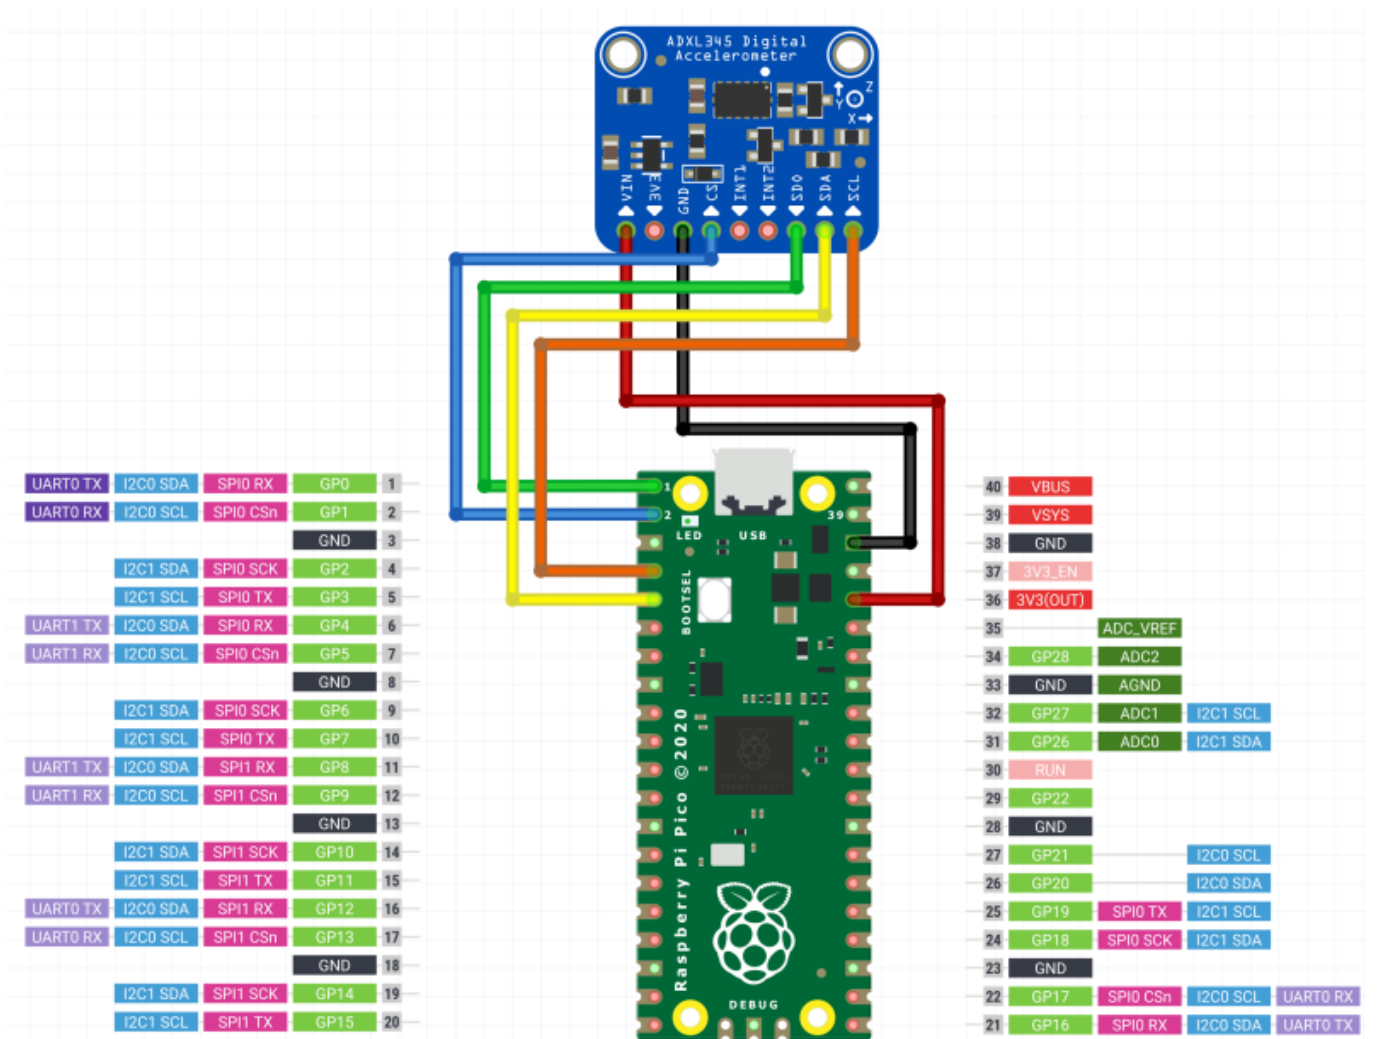 ADXL345 Digital
Accelerometer
Z
Y
X
VIN
3V3
GND
CS
INT1
INT2
SDO
SDA
SCL
UART0 TX I2C0 SDA SPI0 RX GP0 1
UART0 RX I2C0 SCL SPI0 CSn GP1 2
GND 3
I2C1 SDA SPI0 SCK GP2 4
I2C1 SCL SPI0 TX GP3 5
UART1 TX I2C0 SDA SPI0 RX GP4 6
UART1 RX I2C0 SCL SPI0 CSn GP5 7
GND 8
I2C1 SDA SPI0 SCK GP6 9
I2C1 SCL SPI0 TX GP7 10
UART1 TX I2C0 SDA SPI1 RX GP8 11
UART1 RX I2C0 SCL SPI1 CSn GP9 12
GND 13
I2C1 SDA SPI1 SCK GP10 14
I2C1 SCL SPI1 TX GP11 15
UART0 TX I2C0 SDA SPI1 RX GP12 16
UART0 RX I2C0 SCL SPI1 CSn GP13 17
GND 18
I2C1 SDA SPI1 SCK GP14 19
I2C1 SCL SPI1 TX GP15 20
1
2
39
LED
USB
BOOTSEL
Raspberry Pi Pico © 2020
DEBUG
40 VBUS
39 VSYS
38 GND
37 3V3_EN
36 3V3(OUT)
35 ADC_VREF
34 GP28 ADC2
33 GND AGND
32 GP27 ADC1 I2C1 SCL
31 GP26 ADC0 I2C1 SDA
30 RUN
29 GP22
28 GND
27 GP21 I2C0 SCL
26 GP20 I2C0 SDA
25 GP19 SPI0 TX I2C1 SCL
24 GP18 SPI0 SCK I2C1 SDA
23 GND
22 GP17 SPI0 CSn I2C0 SCL UART0 RX
21 GP16 SPI0 RX I2C0 SDA UART0 TX